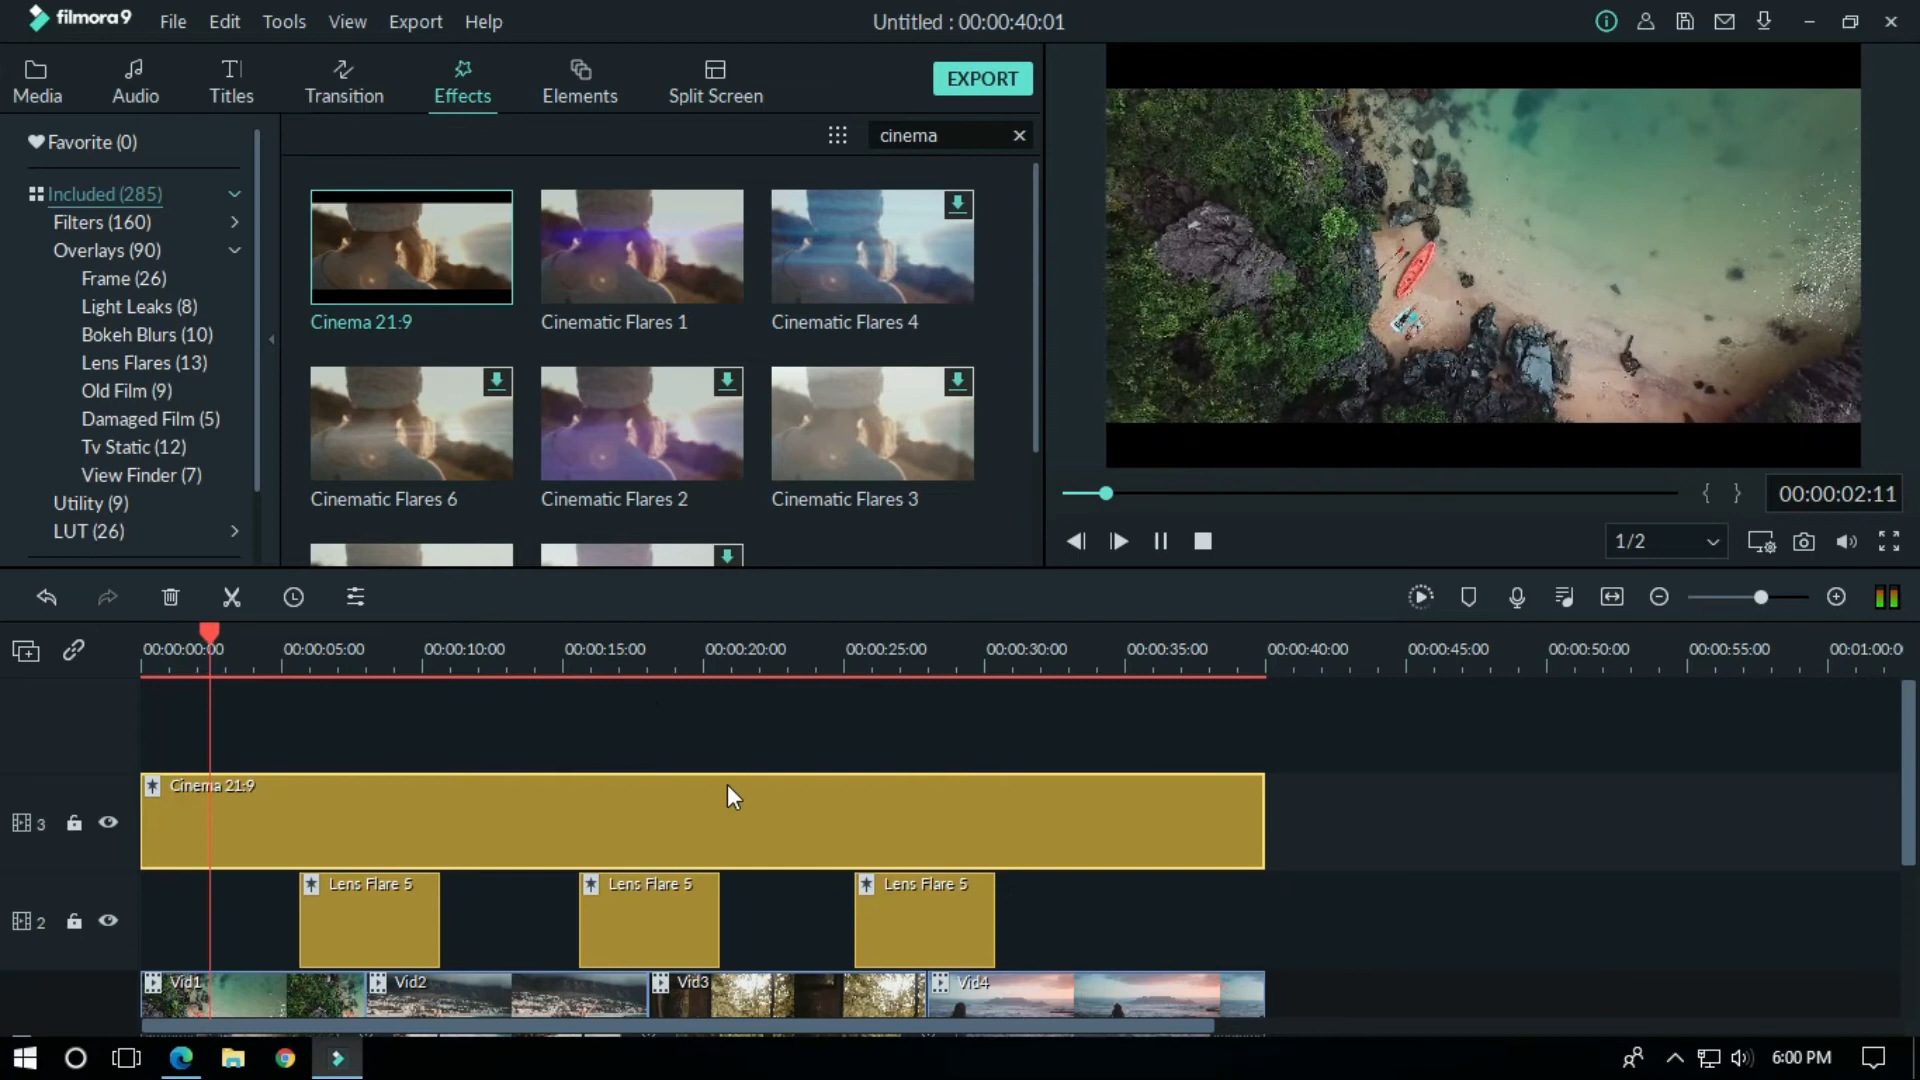 filmora9 File Edit Tools View Export Help Untitled : 00:00:40:01
Media Audio Titles Transition Effects Elements Split Screen EXPORT
Favorite (0)
cinema
Included (285)
Filters (160)
Overlays (90)
Frame (26)
Light Leaks (8)
Bokeh Blurs (10)
Lens Flares (13)
Old Film (9)
Damaged Film (5)
Tv Static (12)
View Finder (7)
Utility (9)
LUT (26)
Cinema 21:9 Cinematic Flares 1 Cinematic Flares 4
Cinematic Flares 6 Cinematic Flares 2 Cinematic Flares 3
{ } 00:00:02:11
1/2
00:00:00:00 00:00:05:00 00:00:10:00 00:00:15:00 00:00:20:00 00:00:25:00 00:00:30:00 00:00:35:00 00:00:40:00 00:00:45:00 00:00:50:00 00:00:55:00 00:01:00:0
Cinema 21:9
3
Lens Flare 5 Lens Flare 5 Lens Flare 5
2
Vid1 Vid2 Vid3 Vid4
6:00 PM